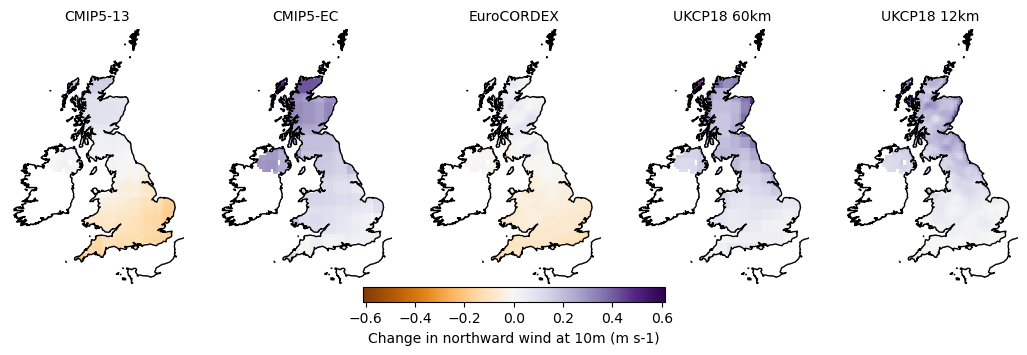 CMIP5-13 CMIP5-EC EuroCORDEX UKCP18 60km UKCP18 12km
−0.6 −0.4 −0.2 0.0 0.2 0.4 0.6
Change in northward wind at 10m (m s-1)